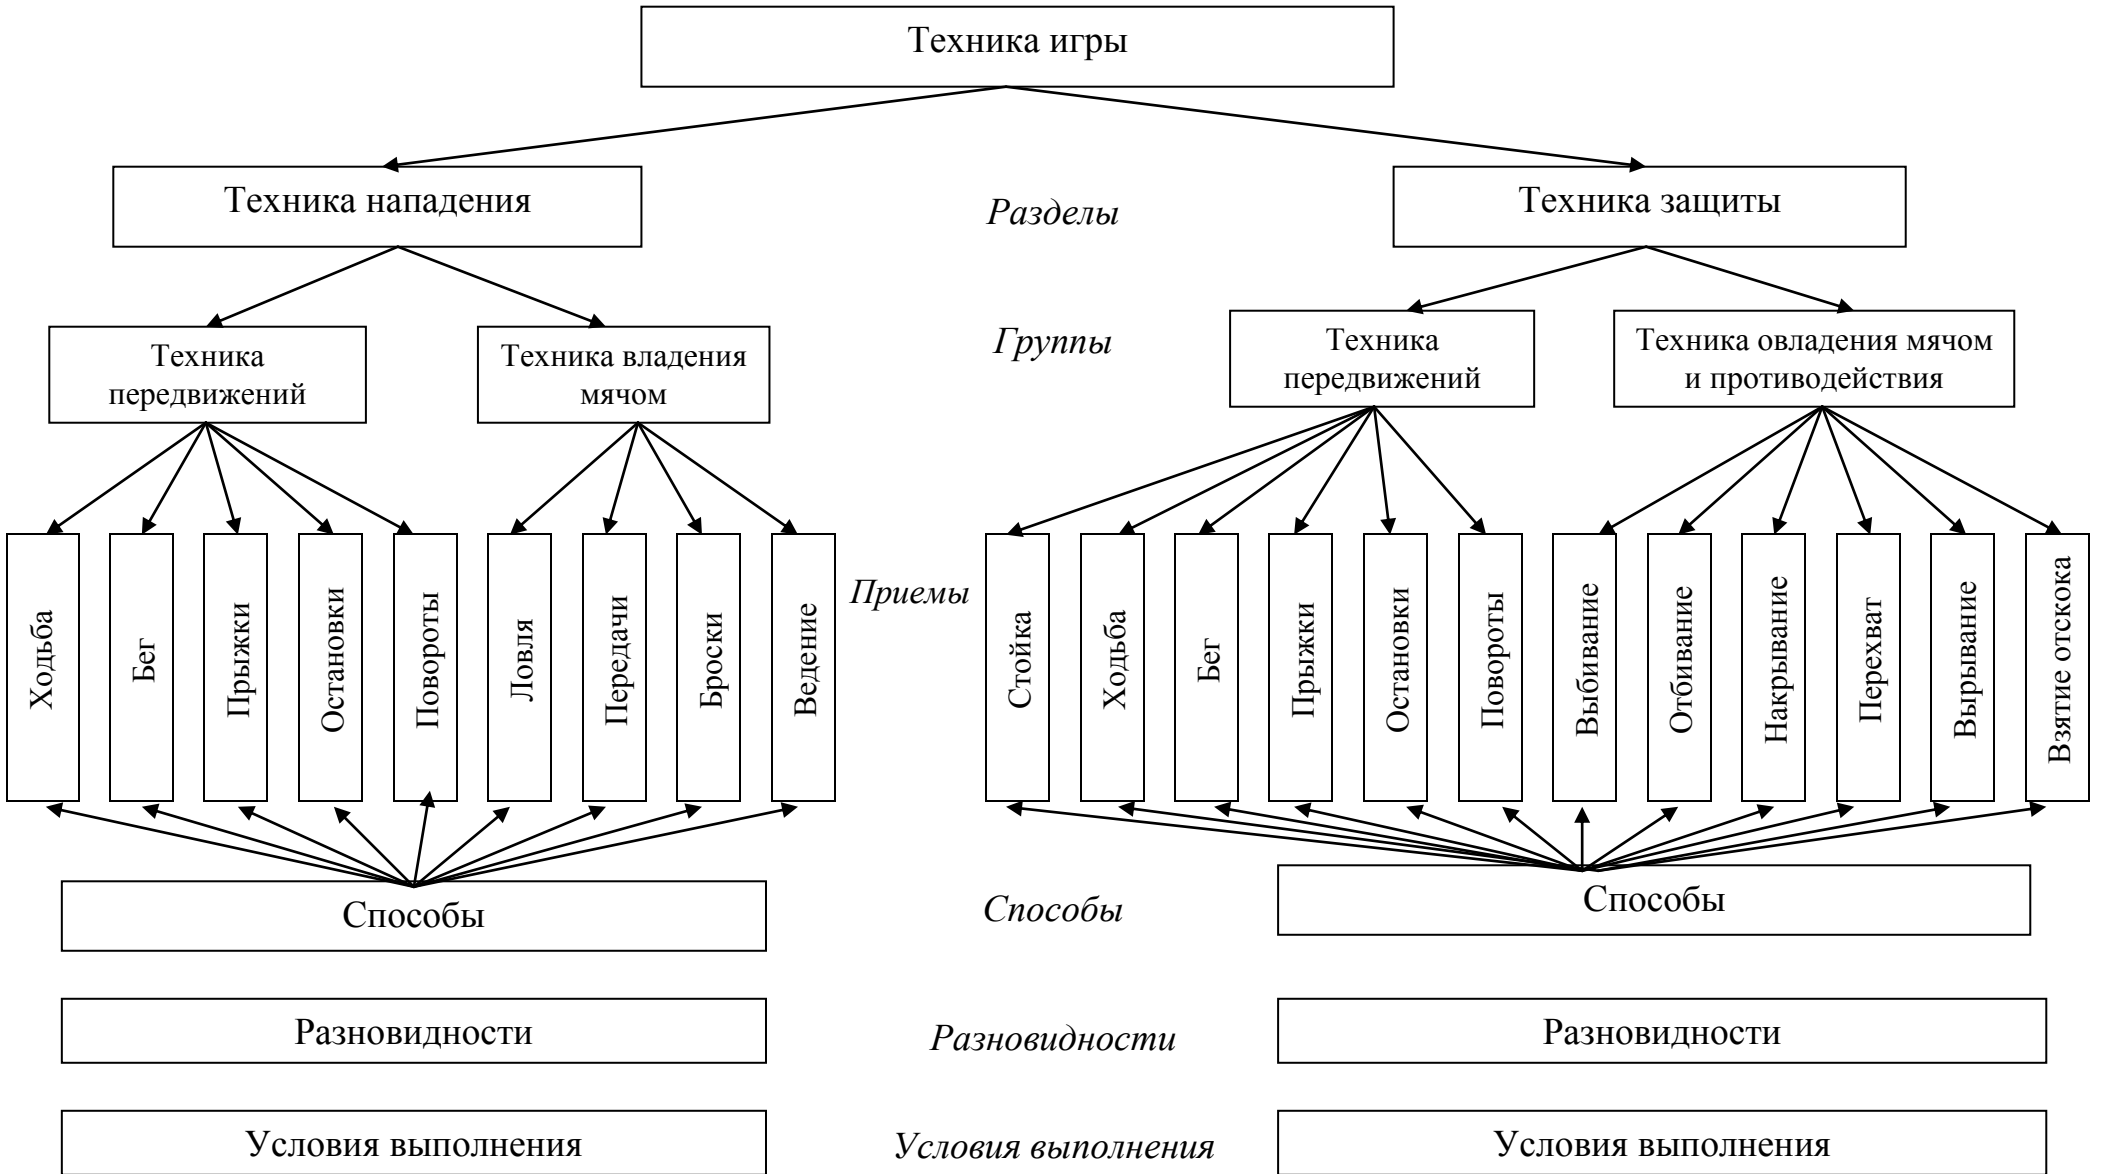 Техника игры
Техника нападения
Разделы
Техника защиты
Техника
передвижений
Техника владения
мячом
Группы
Техника
передвижений
Техника овладения мячом
и противодействия
Ходьба
Бег
Прыжки
Остановки
Повороты
Ловля
Передачи
Броски
Ведение
Приемы
Стойка
Ходьба
Бег
Прыжки
Остановки
Повороты
Выбивание
Отбивание
Накрывание
Перехват
Вырывание
Взятие отскока
Способы
Способы
Способы
Разновидности
Разновидности
Разновидности
Условия выполнения
Условия выполнения
Условия выполнения